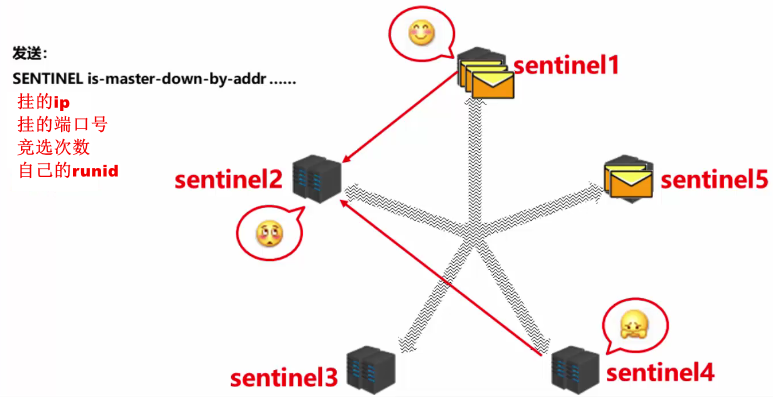 发送：
SENTINEL is-master-down-by-addr ……
挂的ip
挂的端口号
竞选次数
自己的runid
sentinel1
sentinel2
sentinel5
sentinel3
sentinel4